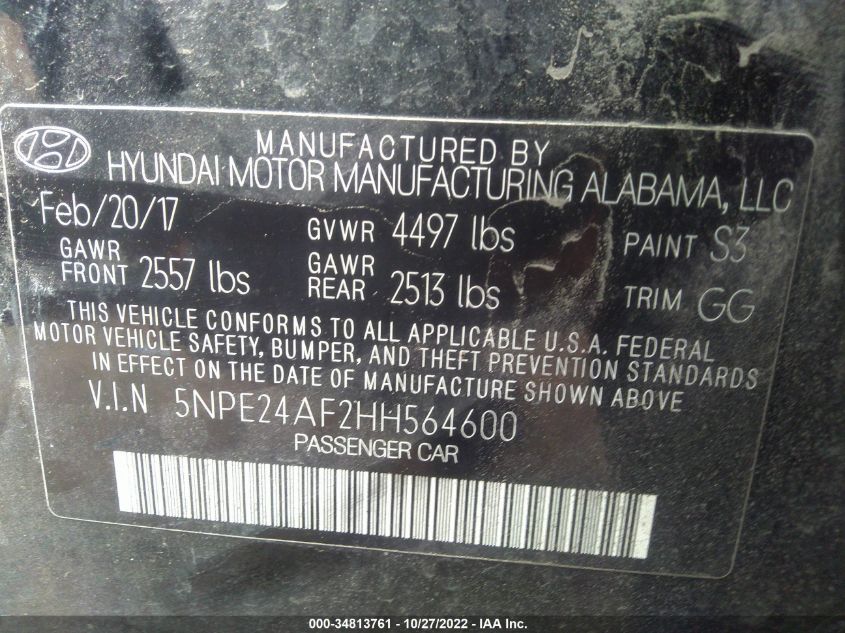 MANUFACTURED BY
HYUNDAI MOTOR MANUFACTURING ALABAMA, LLC
Feb/20/17 GVWR 4497 lbs PAINT S3
GAWR FRONT 2557 lbs GAWR REAR 2513 lbs TRIM GG
THIS VEHICLE CONFORMS TO ALL APPLICABLE U.S.A. FEDERAL
MOTOR VEHICLE SAFETY, BUMPER, AND THEFT PREVENTION STANDARDS
IN EFFECT ON THE DATE OF MANUFACTURE SHOWN ABOVE
V.I.N 5NPE24AF2HH564600
PASSENGER CAR
000-34813761 - 10/27/2022 - IAA Inc.